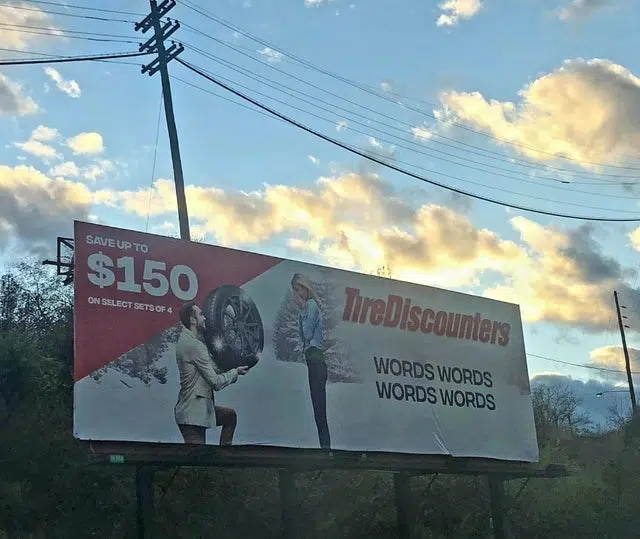 SAVE UP TO
$150
ON SELECT SETS OF 4
TireDiscounters
WORDS WORDS
WORDS WORDS